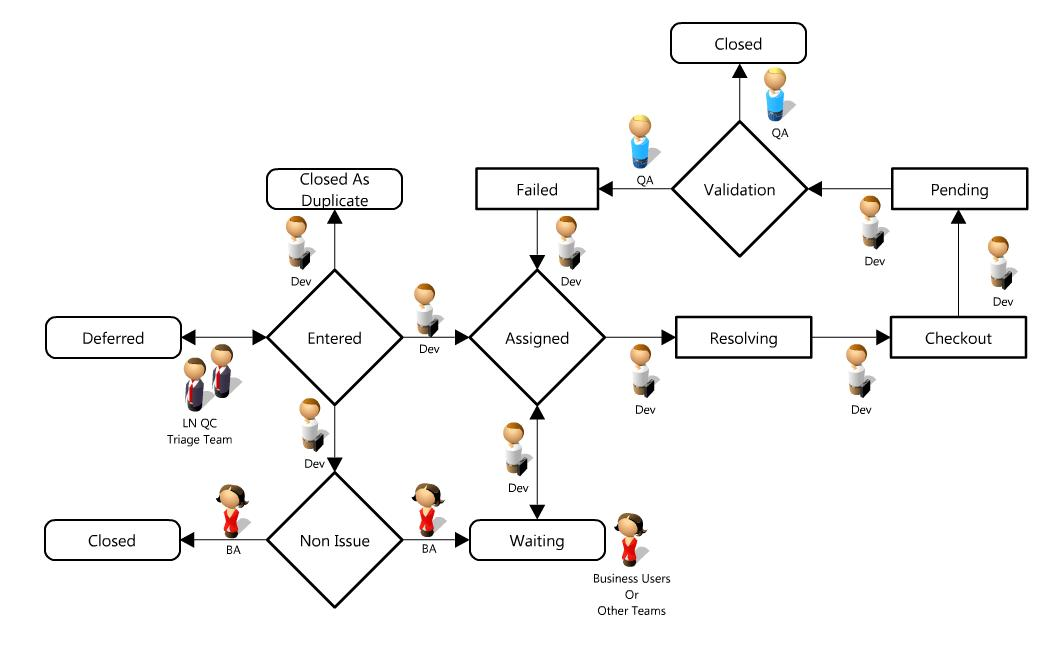 Closed
QA
QA
Failed
Validation
Pending
Closed As
Duplicate
Dev
Dev
Dev
Dev
Deferred
Entered
Dev
Assigned
Resolving
Checkout
Dev
Dev
LN QC
Triage Team
Dev
Dev
Closed
BA
Non Issue
BA
Waiting
Business Users
Or
Other Teams